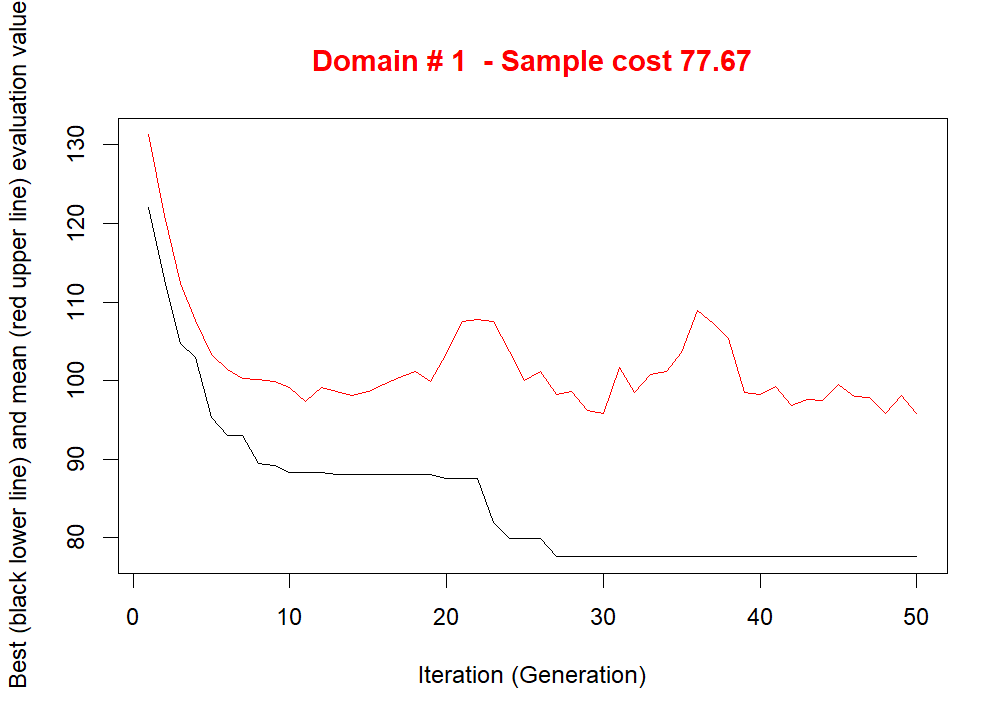 Domain # 1  - Sample cost 77.67
Best (black lower line) and mean (red upper line) evaluation value
130
120
110
100
90
80
0 10 20 30 40 50
Iteration (Generation)